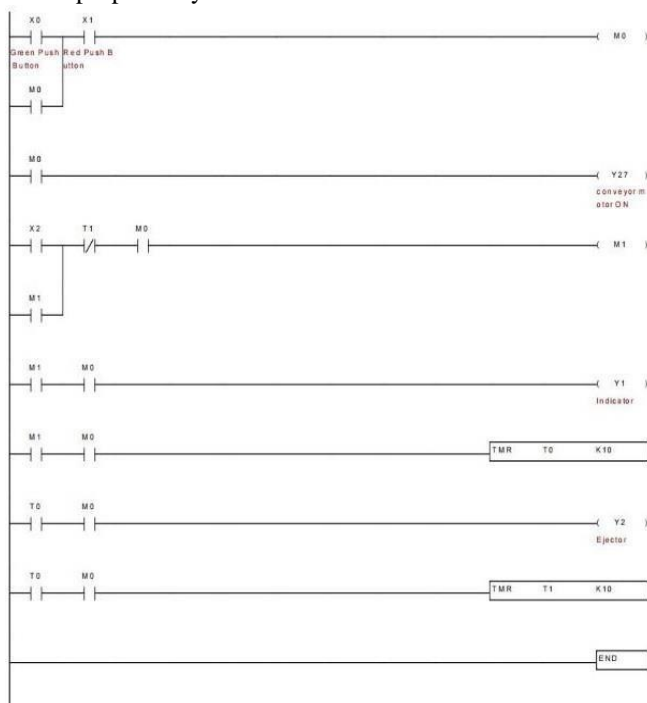 X0 X1
( M0 )
Green Push Red Push B
Button utton
M0
M0
( Y27 )
conveyor m
otor ON
X2 T1 M0
( M1 )
M1
M1 M0
( Y1 )
Indicator
M1 M0
TMR T0 K10
T0 M0
( Y2 )
Ejector
T0 M0
TMR T1 K10
END